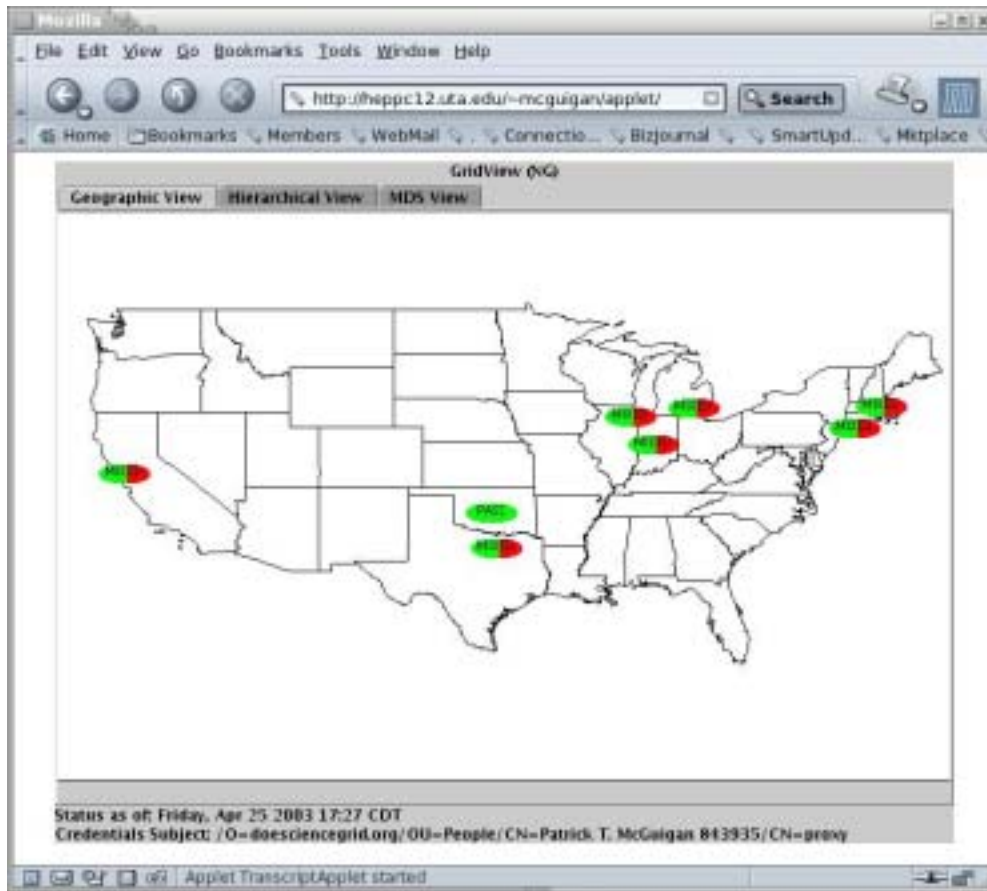 Mozilla
File Edit View Go Bookmarks Tools Window Help
http://heppc12.uta.edu/~mcguigan/applet/ Search
Home Bookmarks Members WebMail Connectio... Bizjournal SmartUpd... Mktplace
GridView (NG)
Geographic View Hierarchical View MDS View
PASS
Status as of: Friday, Apr 25 2003 17:27 CDT
Credentials Subject: /O=doesciencegrid.org/OU=People/CN=Patrick T. McGuigan 843935/CN=proxy
Applet TranscriptApplet started